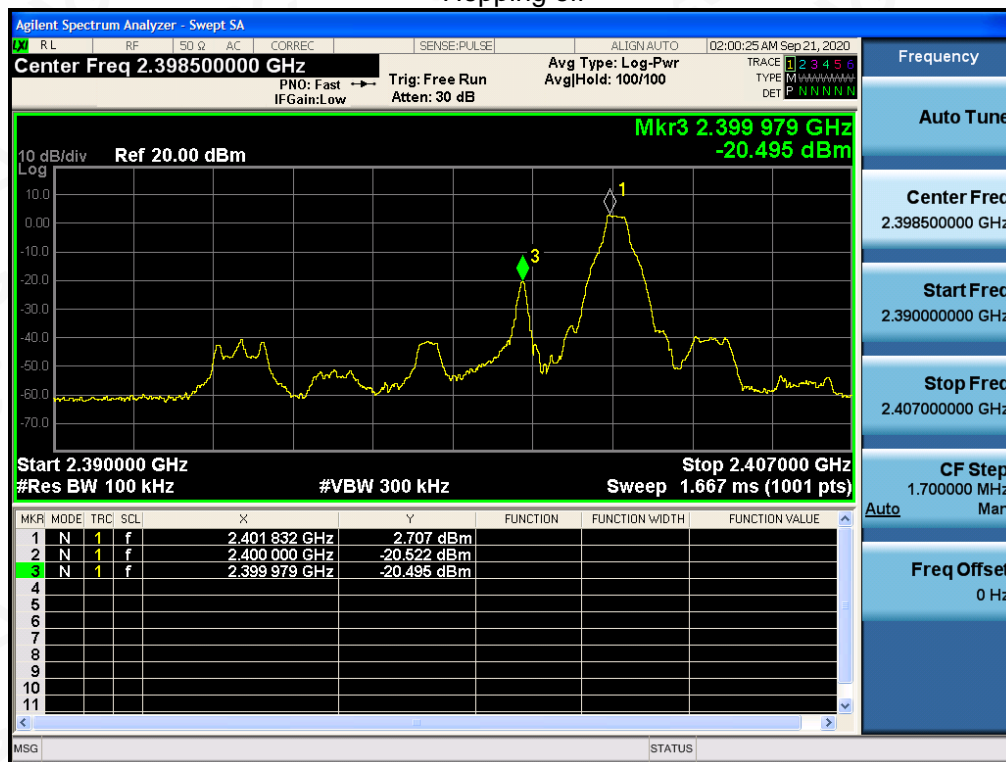 Agilent Spectrum Analyzer - Swept SA
LXI RL RF 50 Ω AC CORREC SENSE:PULSE ALIGN AUTO 02:00:25 AM Sep 21, 2020
Center Freq 2.398500000 GHz
PNO: Fast
IFGain:Low
Trig: Free Run
Atten: 30 dB
Avg Type: Log-Pwr
Avg|Hold: 100/100
TRACE 1 2 3 4 5 6
TYPE M
DET P N N N N N
Mkr3 2.399 979 GHz
-20.495 dBm
10 dB/div Ref 20.00 dBm
Log
10.0
0.00
-10.0
-20.0
-30.0
-40.0
-50.0
-60.0
-70.0
1
3
Start 2.390000 GHz Stop 2.407000 GHz
#Res BW 100 kHz #VBW 300 kHz Sweep 1.667 ms (1001 pts)
MKR MODE TRC SCL X Y FUNCTION FUNCTION WIDTH FUNCTION VALUE
1 N 1 f 2.401 832 GHz 2.707 dBm
2 N 1 f 2.400 000 GHz -20.522 dBm
3 N 1 f 2.399 979 GHz -20.495 dBm
4
5
6
7
8
9
10
11
MSG STATUS
Frequency
Auto Tune
Center Freq
2.398500000 GHz
Start Freq
2.390000000 GHz
Stop Freq
2.407000000 GHz
CF Step
1.700000 MHz
Auto Man
Freq Offset
0 Hz